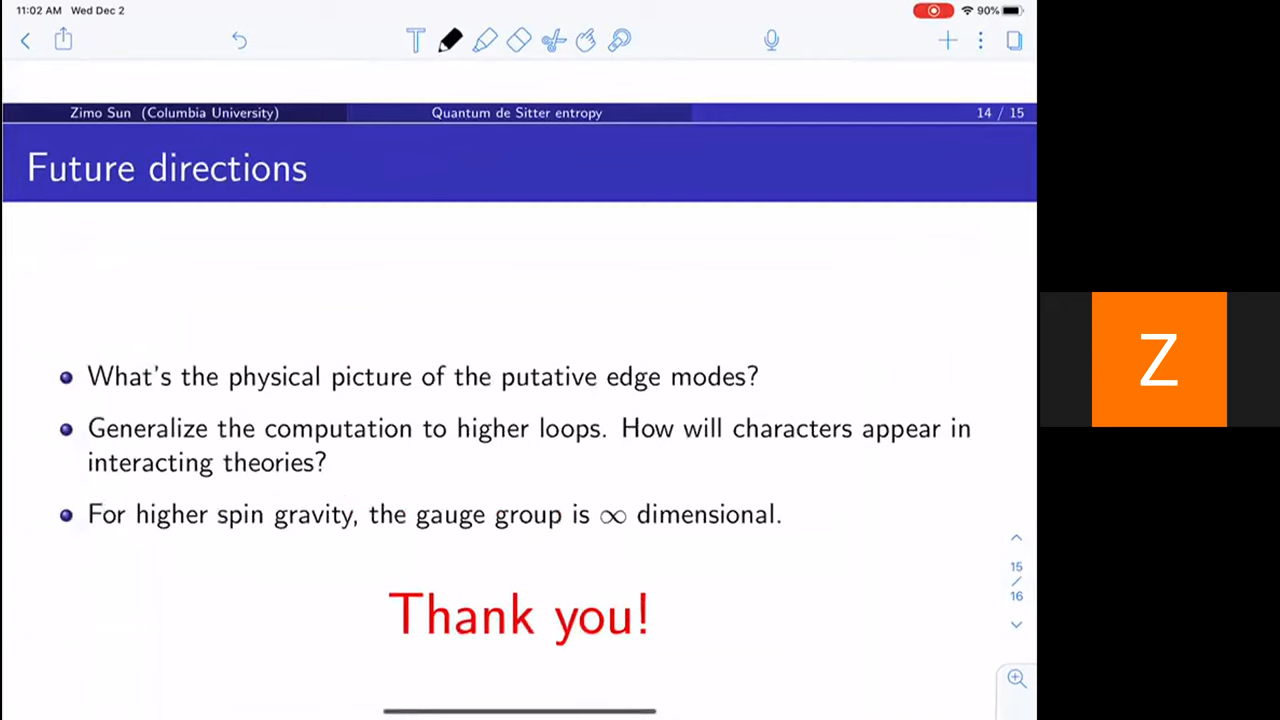 11:02 AM Wed Dec 2
90%
T
Zimo Sun (Columbia University)
Quantum de Sitter entropy
14 / 15
Future directions
What's the physical picture of the putative edge modes?
Generalize the computation to higher loops. How will characters appear in
interacting theories?
For higher spin gravity, the gauge group is ∞ dimensional.
Thank you!
15
/
16
Z